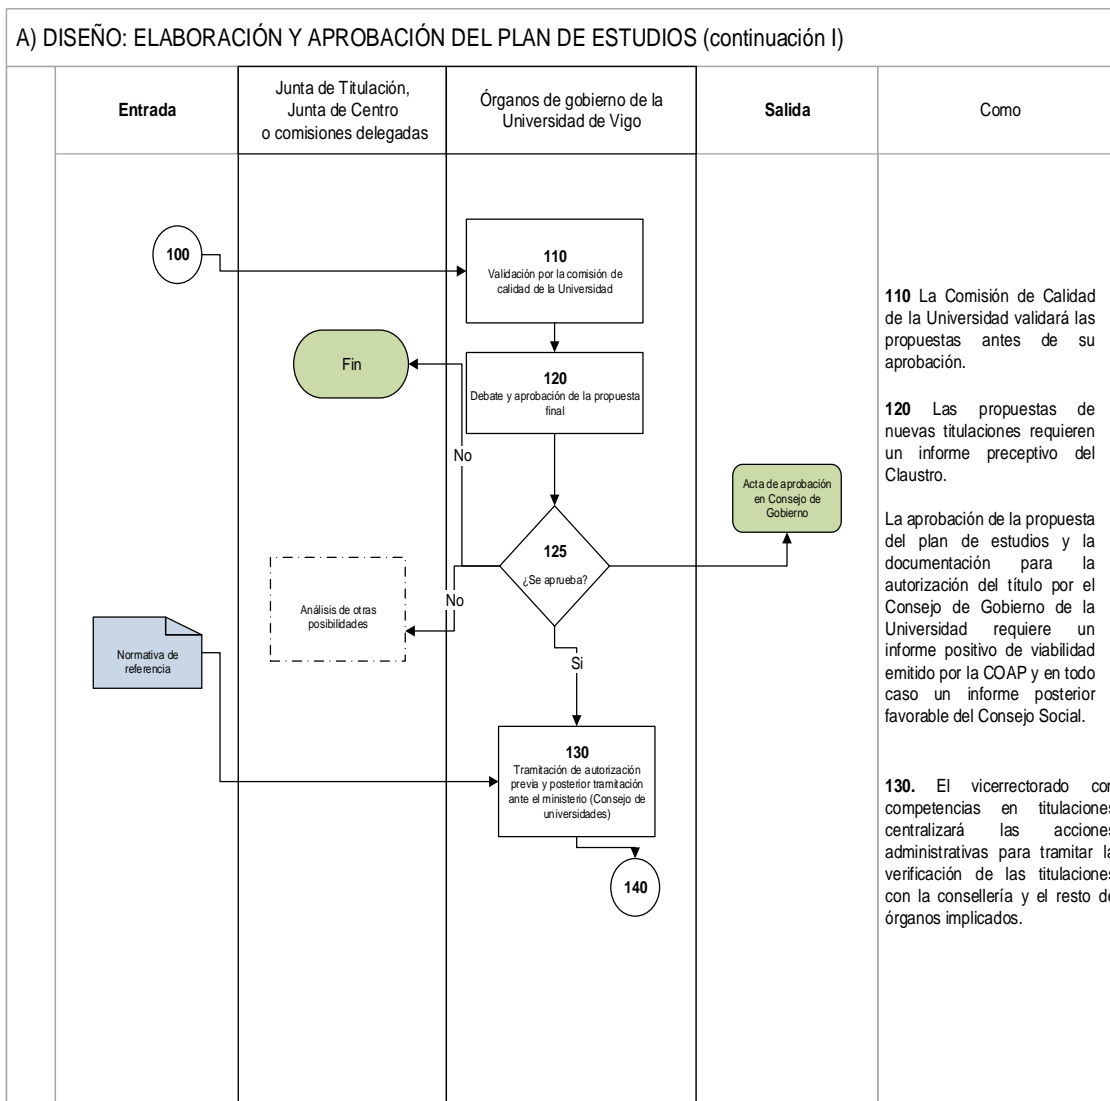 A) DISEÑO: ELABORACIÓN Y APROBACIÓN DEL PLAN DE ESTUDIOS (continuación I)
Entrada
Junta de Titulación,
Junta de Centro
o comisiones delegadas
Órganos de gobierno de la
Universidad de Vigo
Salida
Como
100
110
Validación por la comisión de
calidad de la Universidad
Fin
120
Debate y aprobación de la propuesta
final
No
Acta de aprobación
en Consejo de
Gobierno
125
¿Se aprueba?
No
Análisis de otras
posibilidades
Normativa de
referencia
Si
130
Tramitación de autorización
previa y posterior tramitación
ante el ministerio (Consejo de
universidades)
140
110 La Comisión de Calidad
de la Universidad validará las
propuestas antes de su
aprobación.
120 Las propuestas de
nuevas titulaciones requieren
un informe preceptivo del
Claustro.
La aprobación de la propuesta
del plan de estudios y la
documentación para la
autorización del título por el
Consejo de Gobierno de la
Universidad requiere un
informe positivo de viabilidad
emitido por la COAP y en todo
caso un informe posterior
favorable del Consejo Social.
130. El vicerrectorado con
competencias en titulaciones
centralizará las acciones
administrativas para tramitar la
verificación de las titulaciones
con la consellería y el resto de
órganos implicados.